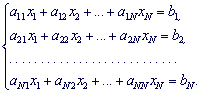 a₁₁x₁ + a₁₂x₂ + ... + a₁NxN = b₁,
a₂₁x₁ + a₂₂x₂ + ... + a₂NxN = b₂,
. . . . . . . . . . . . . . . . . . . . . . . . . . .
aN₁x₁ + aN₂x₂ + ... + aNNxN = bN.